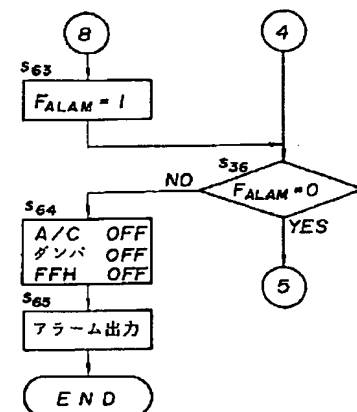 8
4
S63
FALAM = 1
S36
FALAM = 0
NO
YES
S64
A/C OFF
ダンパ OFF
FFH OFF
5
S65
アラーム出力
END